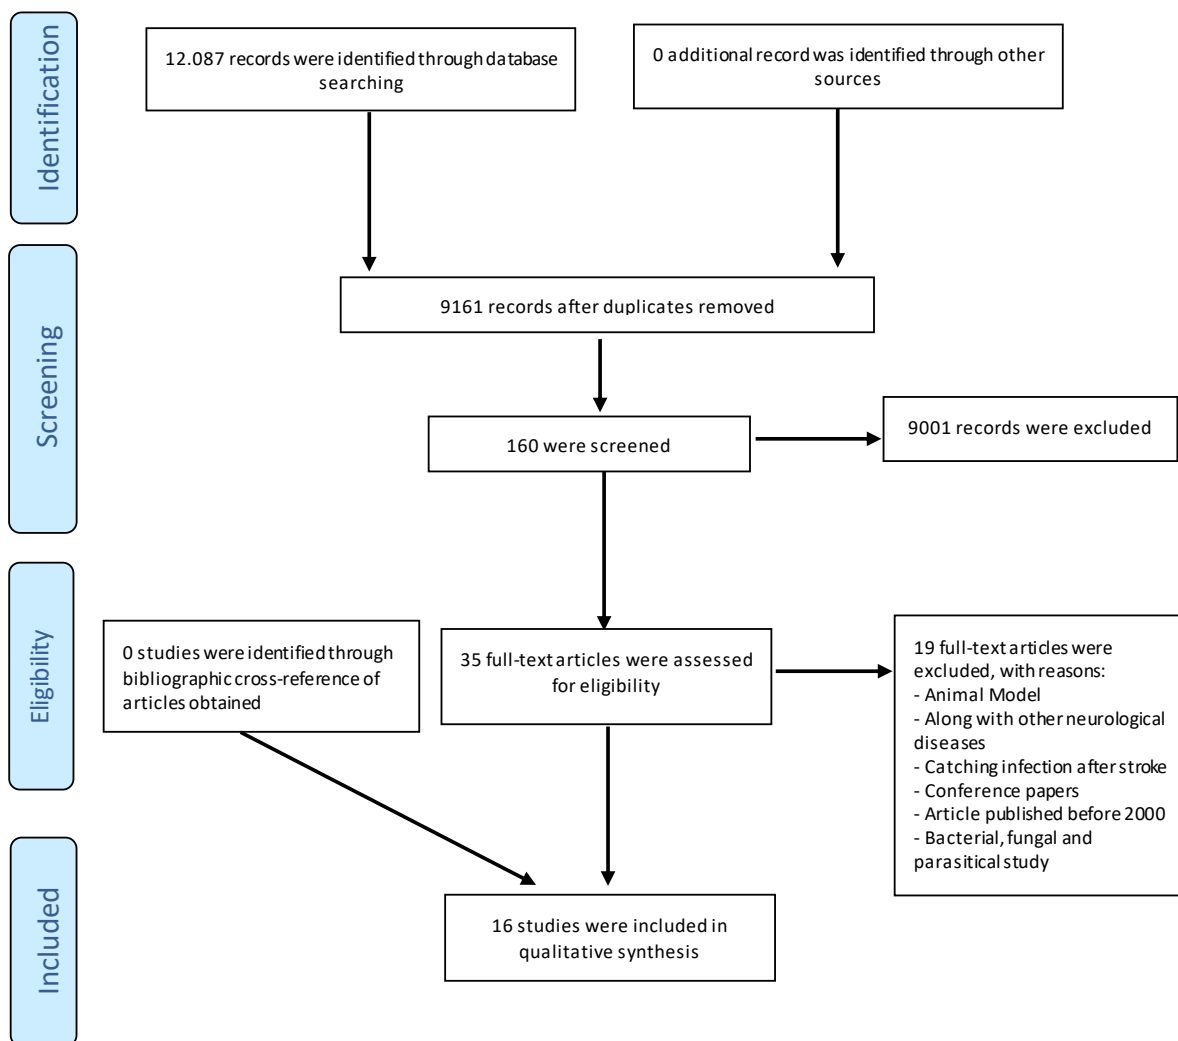 Identification
12.087 records were identified through database
searching
0 additional record was identified through other
sources
Screening
9161 records after duplicates removed
160 were screened
9001 records were excluded
Eligibility
0 studies were identified through
bibliographic cross-reference of
articles obtained
35 full-text articles were assessed
for eligibility
19 full-text articles were
excluded, with reasons:
- Animal Model
- Along with other neurological
diseases
- Catching infection after stroke
- Conference papers
- Article published before 2000
- Bacterial, fungal and
parasitical study
Included
16 studies were included in
qualitative synthesis